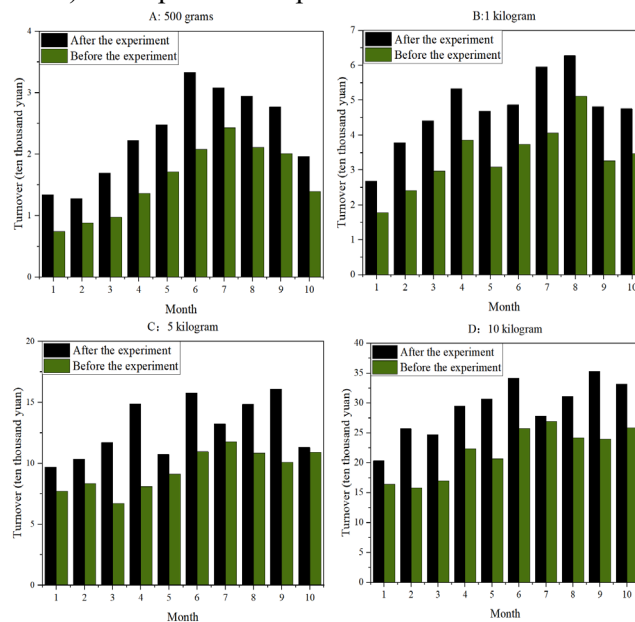 A: 500 grams
After the experiment
Before the experiment
Turnover (ten thousand yuan)
4
3
2
1
0
1 2 3 4 5 6 7 8 9 10
Month
B:1 kilogram
After the experiment
Before the experiment
Turnover (ten thousand yuan)
7
6
5
4
3
2
1
0
1 2 3 4 5 6 7 8 9 10
Month
C：5 kilogram
After the experiment
Before the experiment
Turnover (ten thousand yuan)
20
15
10
5
0
1 2 3 4 5 6 7 8 9 10
Month
D：10 kilogram
After the experiment
Before the experiment
Turnover (ten thousand yuan)
40
35
30
25
20
15
10
5
0
1 2 3 4 5 6 7 8 9 10
Month